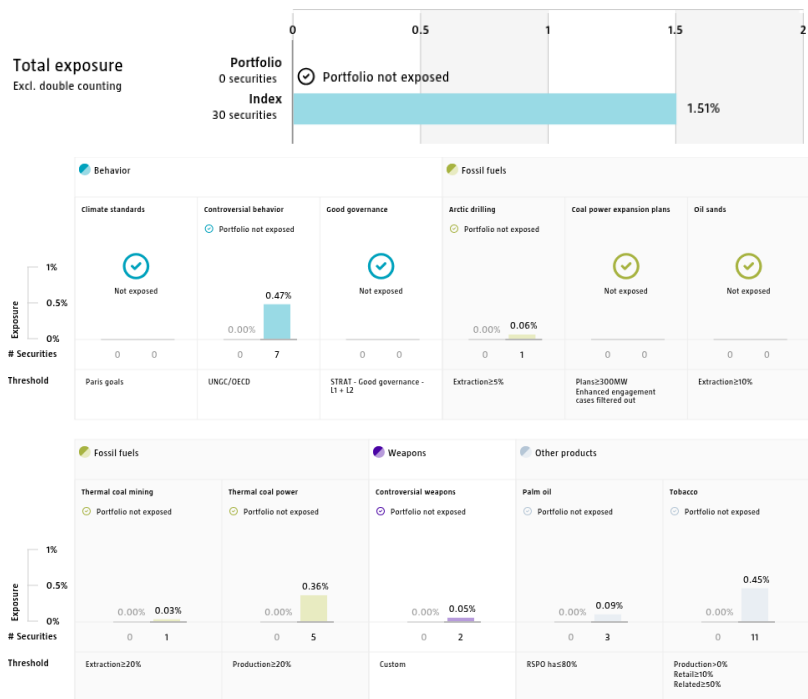 0 0.5 1 1.5 2
Total exposure
Excl. double counting
Portfolio
0 securities
Portfolio not exposed
Index
30 securities
1.51%
Behavior
Fossil fuels
Climate standards
Controversial behavior
Good governance
Arctic drilling
Coal power expansion plans
Oil sands
Portfolio not exposed
Portfolio not exposed
Not exposed
Not exposed
Not exposed
Not exposed
Exposure
1%
0.5%
0%
0.00% 0.47%
0.00% 0.06%
# Securities
0 0
0 7
0 0
0 1
0 0
0 0
Threshold
Paris goals
UNGC/OECD
STRAT - Good governance -
L1 + L2
Extraction≥5%
Plans≥300MW
Enhanced engagement
cases filtered out
Extraction≥10%
Fossil fuels
Weapons
Other products
Thermal coal mining
Thermal coal power
Controversial weapons
Palm oil
Tobacco
Portfolio not exposed
Portfolio not exposed
Portfolio not exposed
Portfolio not exposed
Portfolio not exposed
Exposure
1%
0.5%
0%
0.00% 0.03%
0.00% 0.36%
0.00% 0.05%
0.00% 0.09%
0.00% 0.45%
# Securities
0 1
0 5
0 2
0 3
0 11
Threshold
Extraction≥20%
Production≥20%
Custom
RSPO ha≤80%
Production>0%
Retail≥10%
Related≥50%